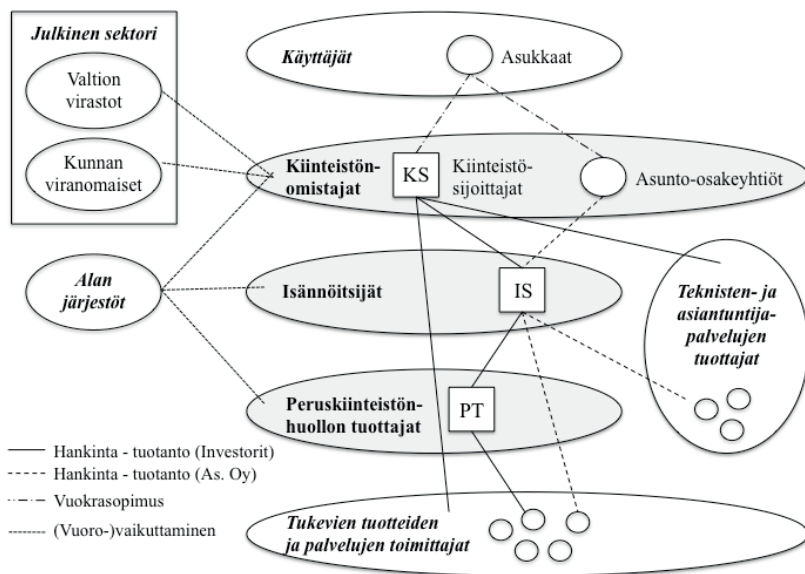 Julkinen sektori
Valtion
virastot
Kunnan
viranomaiset
Käyttäjät
Asukkaat
Kiinteistön-
omistajat
KS
Kiinteistö-
sijoittajat
Asunto-osakeyhtiöt
Alan
järjestöt
Isännöitsijät
IS
Teknisten- ja
asiantuntija-
palvelujen
tuottajat
Peruskiinteistön-
huollon tuottajat
PT
Hankinta - tuotanto (Investorit)
Hankinta - tuotanto (As. Oy)
Vuokrasopimus
(Vuoro-)vaikuttaminen
Tukevien tuotteiden
ja palvelujen toimittajat